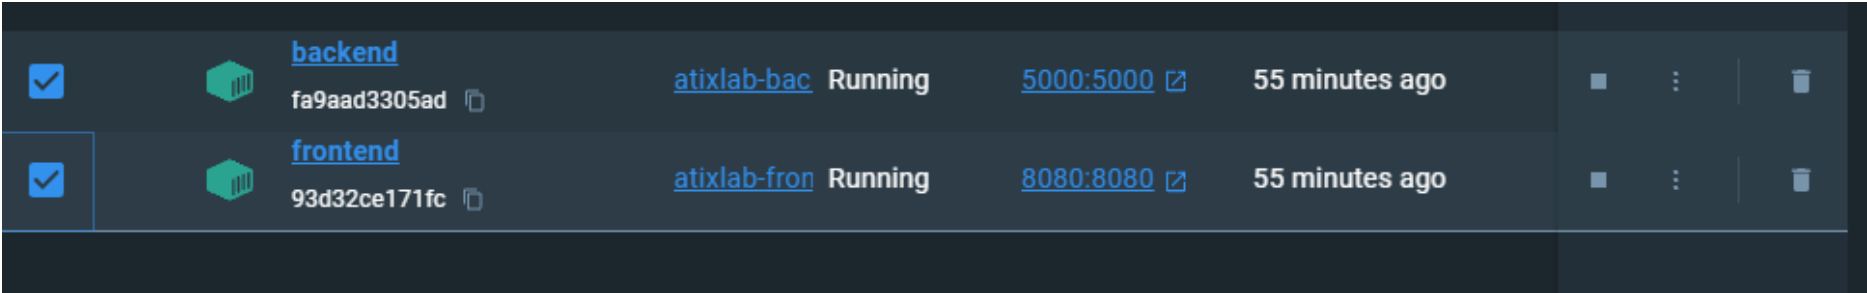 backend
fa9aad3305ad
atixlab-bac Running 5000:5000 55 minutes ago
frontend
93d32ce171fc
atixlab-fron Running 8080:8080 55 minutes ago